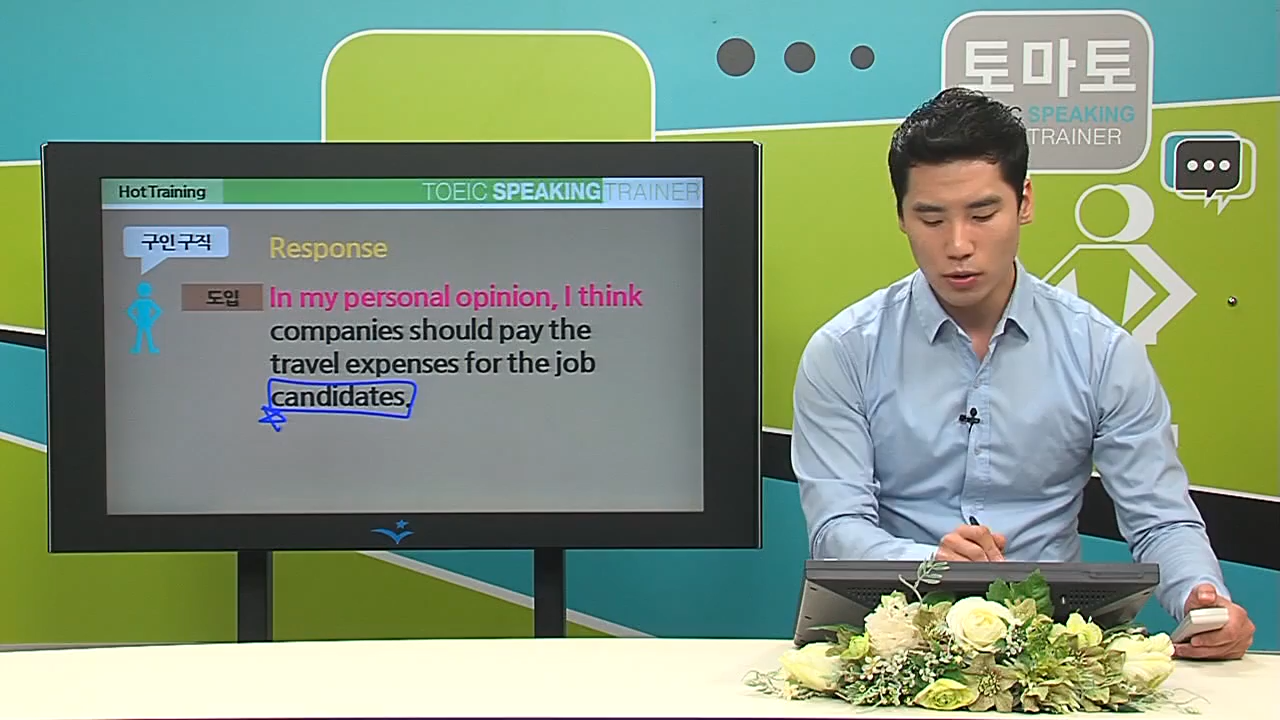 토마토
SPEAKING
TRAINER
Hot Training
TOEIC SPEAKING TRAINER
구인구직
Response
도입
In my personal opinion, I think
companies should pay the
travel expenses for the job
candidates.